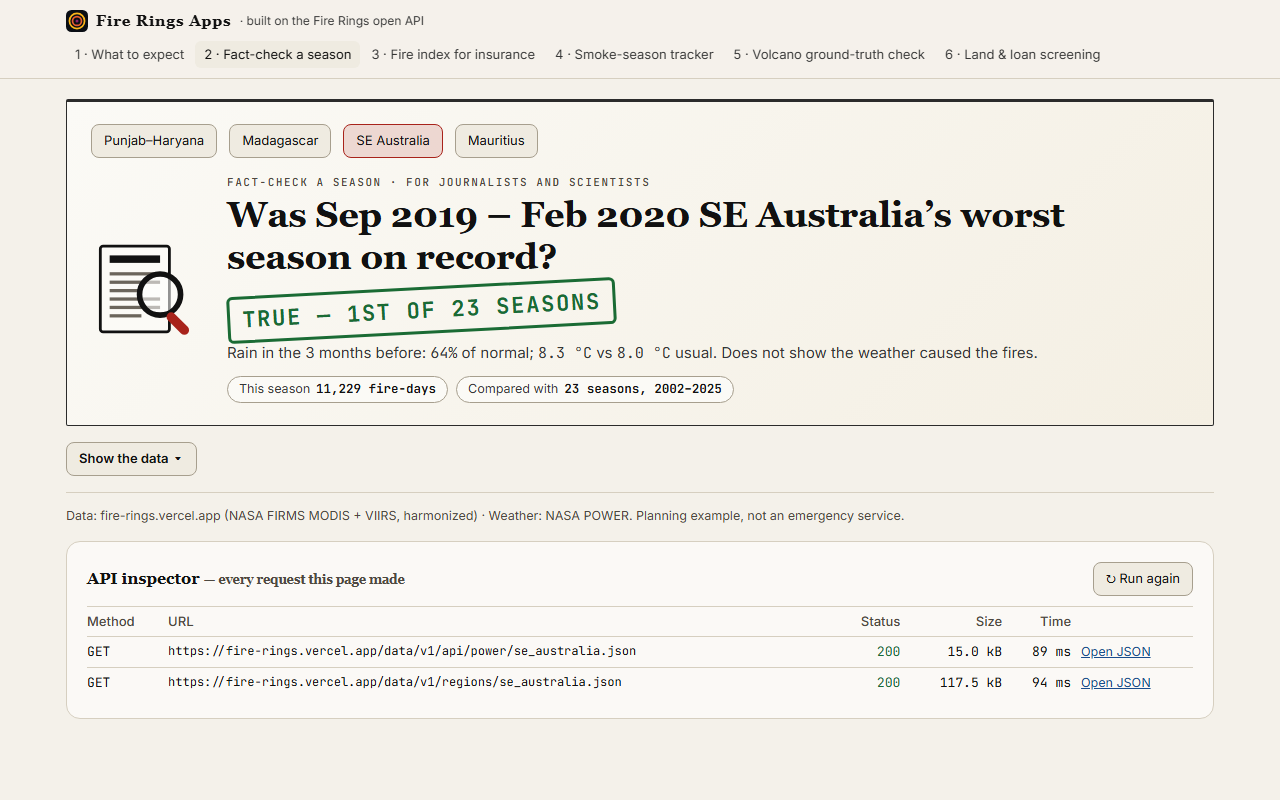 Fire Rings Apps · built on the Fire Rings open API
1 · What to expect 2 · Fact-check a season 3 · Fire index for insurance 4 · Smoke-season tracker 5 · Volcano ground-truth check 6 · Land & loan screening
Punjab–Haryana Madagascar SE Australia Mauritius
FACT-CHECK A SEASON · FOR JOURNALISTS AND SCIENTISTS
Was Sep 2019 – Feb 2020 SE Australia’s worst
season on record?
TRUE — 1ST OF 23 SEASONS
Rain in the 3 months before: 64% of normal; 8.3 °C vs 8.0 °C usual. Does not show the weather caused the fires.
This season 11,229 fire-days Compared with 23 seasons, 2002–2025
Show the data ▾
Data: fire-rings.vercel.app (NASA FIRMS MODIS + VIIRS, harmonized) · Weather: NASA POWER. Planning example, not an emergency service.
API inspector — every request this page made ↻ Run again
Method URL Status Size Time
GET https://fire-rings.vercel.app/data/v1/api/power/se_australia.json 200 15.0 kB 89 ms Open JSON
GET https://fire-rings.vercel.app/data/v1/regions/se_australia.json 200 117.5 kB 94 ms Open JSON